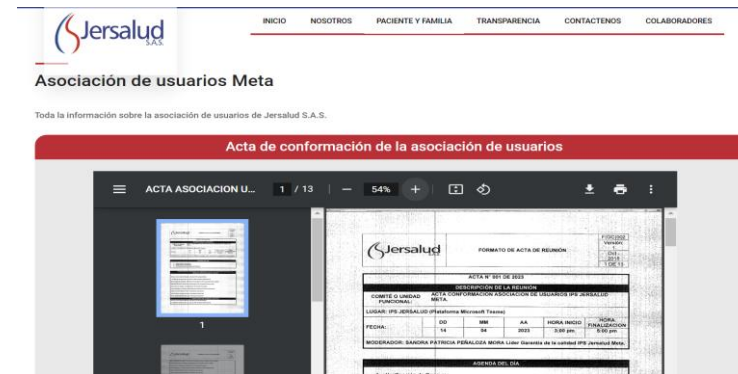 Jersalud
S.A.S.
INICIO NOSOTROS PACIENTE Y FAMILIA TRANSPARENCIA CONTACTENOS COLABORADORES
Asociación de usuarios Meta
Toda la información sobre la asociación de usuarios de Jersalud S.A.S.
Acta de conformación de la asociación de usuarios
ACTA ASOCIACION U... 1 / 13 54%
1
Jersalud
FORMATO DE ACTA DE REUNIÓN
ACTA N° 001 DE 2023
DESCRIPCIÓN DE LA REUNIÓN
COMITÉ O UNIDAD FUNCIONAL: ACTA CONFORMACIÓN ASOCIACION DE USUARIOS IPS JERSALUD META.
LUGAR: IPS JERSALUD (Plataforma Microsoft Teams)
FECHA: DD MM AA HORA INICIO HORA FINALIZACION
14 04 2023 3:00 pm 5:00 pm
MODERADOR: SANDRA PATRICIA PEÑALOZA MORA Lider Garantia de la calidad IPS Jersalud Meta.
AGENDA DEL DÍA